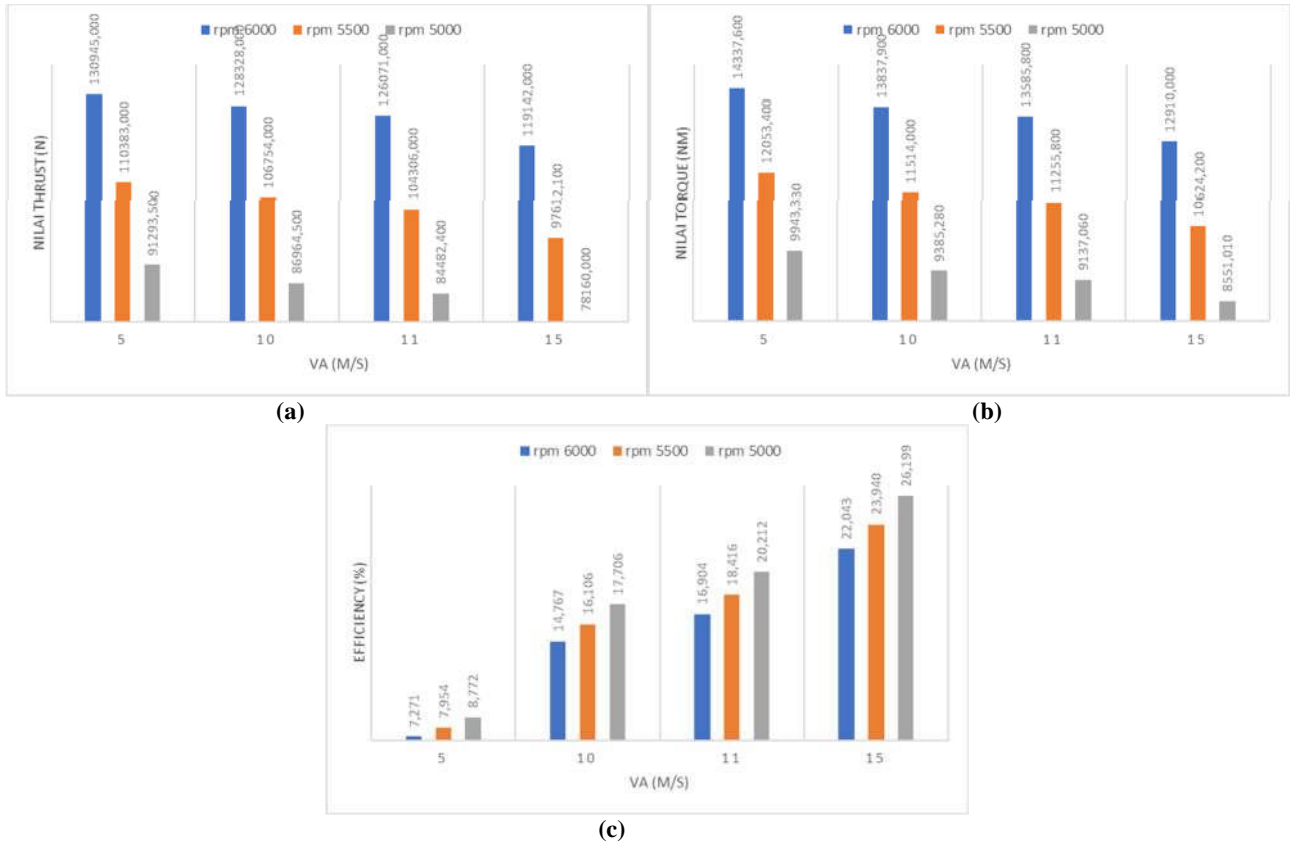 rpm 6000 rpm 5500 rpm 5000
NILAI THRUST (N)
130945,000
110383,000
91293,500
128328,000
106754,000
86964,500
126071,000
104306,000
84482,400
119142,000
97612,100
78160,000
5 10 11 15
VA (M/S)
(a)
rpm 6000 rpm 5500 rpm 5000
NILAI TORQUE (NM)
14337,600
12053,400
9943,330
13837,900
11514,000
9385,280
13585,800
11255,800
9137,060
12910,000
10624,200
8551,010
5 10 11 15
VA (M/S)
(b)
rpm 6000 rpm 5500 rpm 5000
EFFICIENCY (%)
7,271
7,954
8,772
14,767
16,106
17,706
16,904
18,416
20,212
22,043
23,940
26,199
5 10 11 15
VA (M/S)
(c)